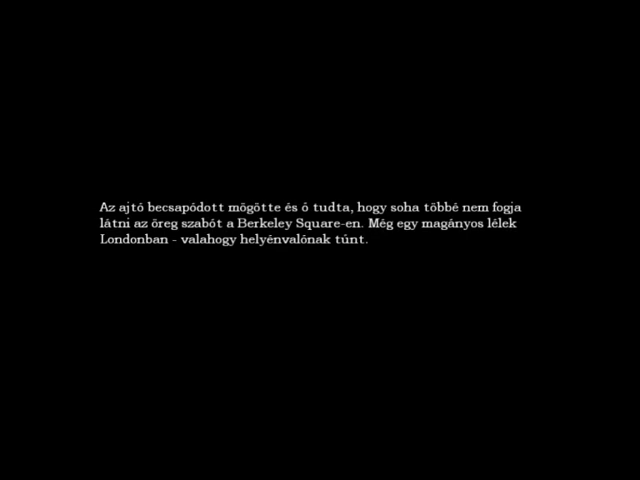 Az ajtó becsapódott mögötte és ó tudta, hogy soha többé nem fogja
látni az öreg szabót a Berkeley Square-en. Még egy magányos lélek
Londonban - valahogy helyénvalónak túnt.